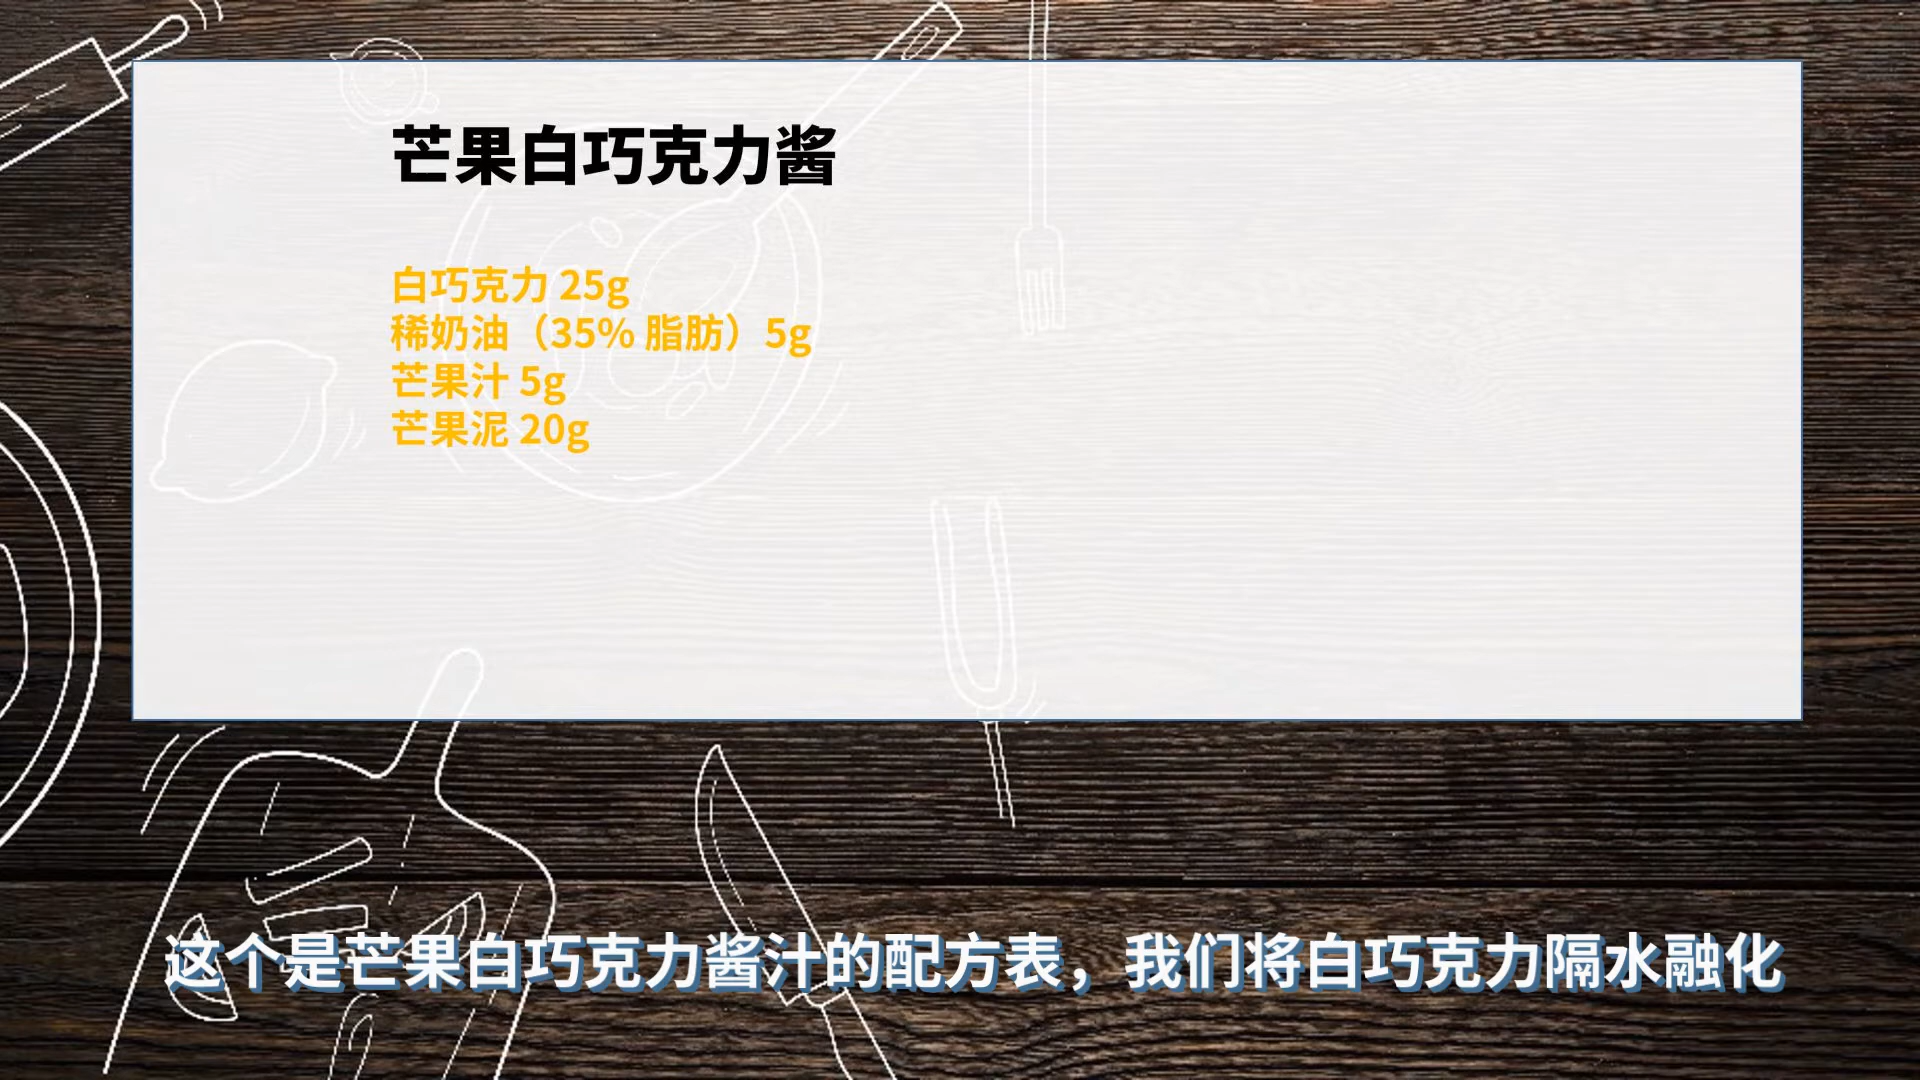 芒果白巧克力酱
白巧克力 25g
稀奶油（35% 脂肪）5g
芒果汁 5g
芒果泥 20g
这个是芒果白巧克力酱汁的配方表，我们将白巧克力隔水融化